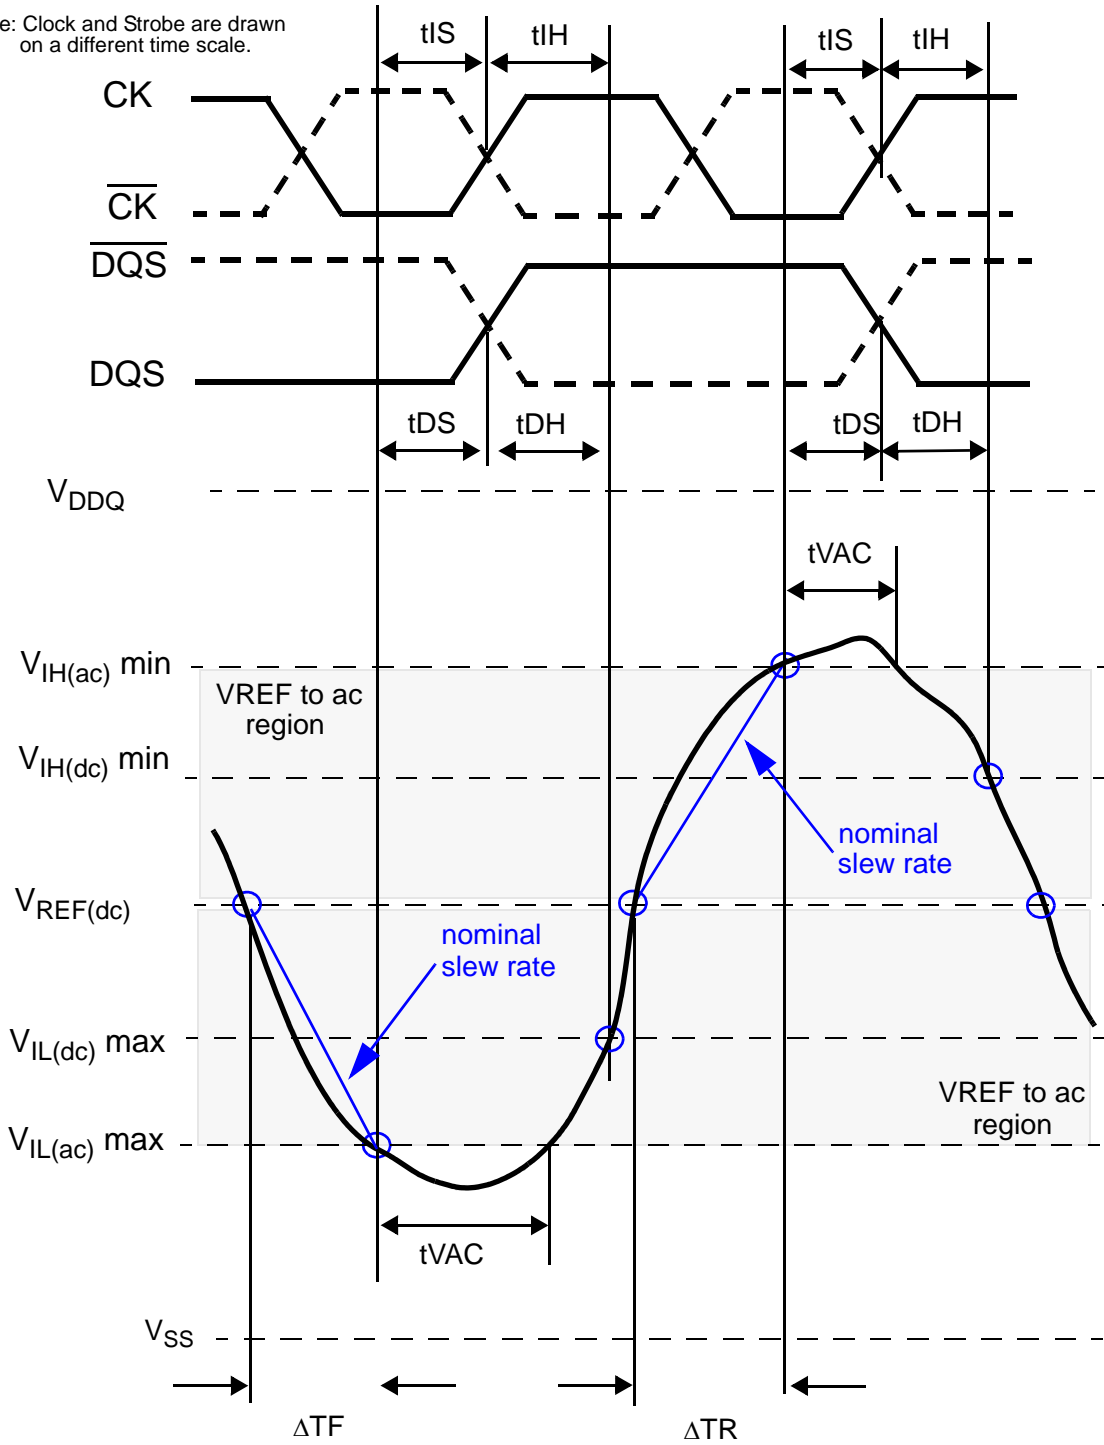 e: Clock and Strobe are drawn
on a different time scale.
tIS
tIH
tIS
tIH
CK
C̅K̅
D̅Q̅S̅
DQS
tDS
tDH
tDS
tDH
VDDQ
tVAC
VIH(ac) min
VREF to ac
region
VIH(dc) min
nominal
slew rate
VREF(dc)
nominal
slew rate
VIL(dc) max
VREF to ac
region
VIL(ac) max
tVAC
VSS
ΔTF
ΔTR